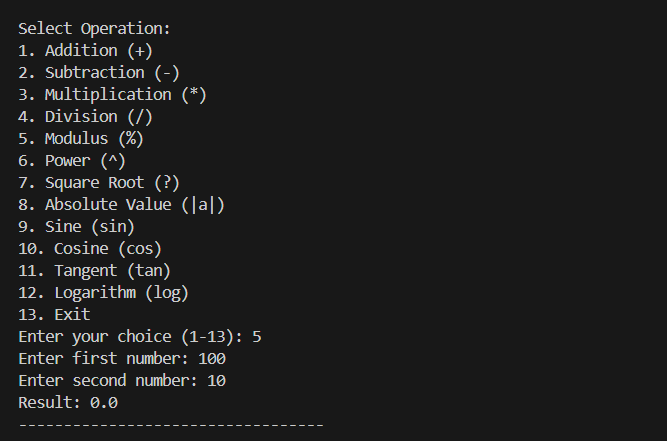 Select Operation:
1. Addition (+)
2. Subtraction (-)
3. Multiplication (*)
4. Division (/)
5. Modulus (%)
6. Power (^)
7. Square Root (?)
8. Absolute Value (|a|)
9. Sine (sin)
10. Cosine (cos)
11. Tangent (tan)
12. Logarithm (log)
13. Exit
Enter your choice (1-13): 5
Enter first number: 100
Enter second number: 10
Result: 0.0
----------------------------------